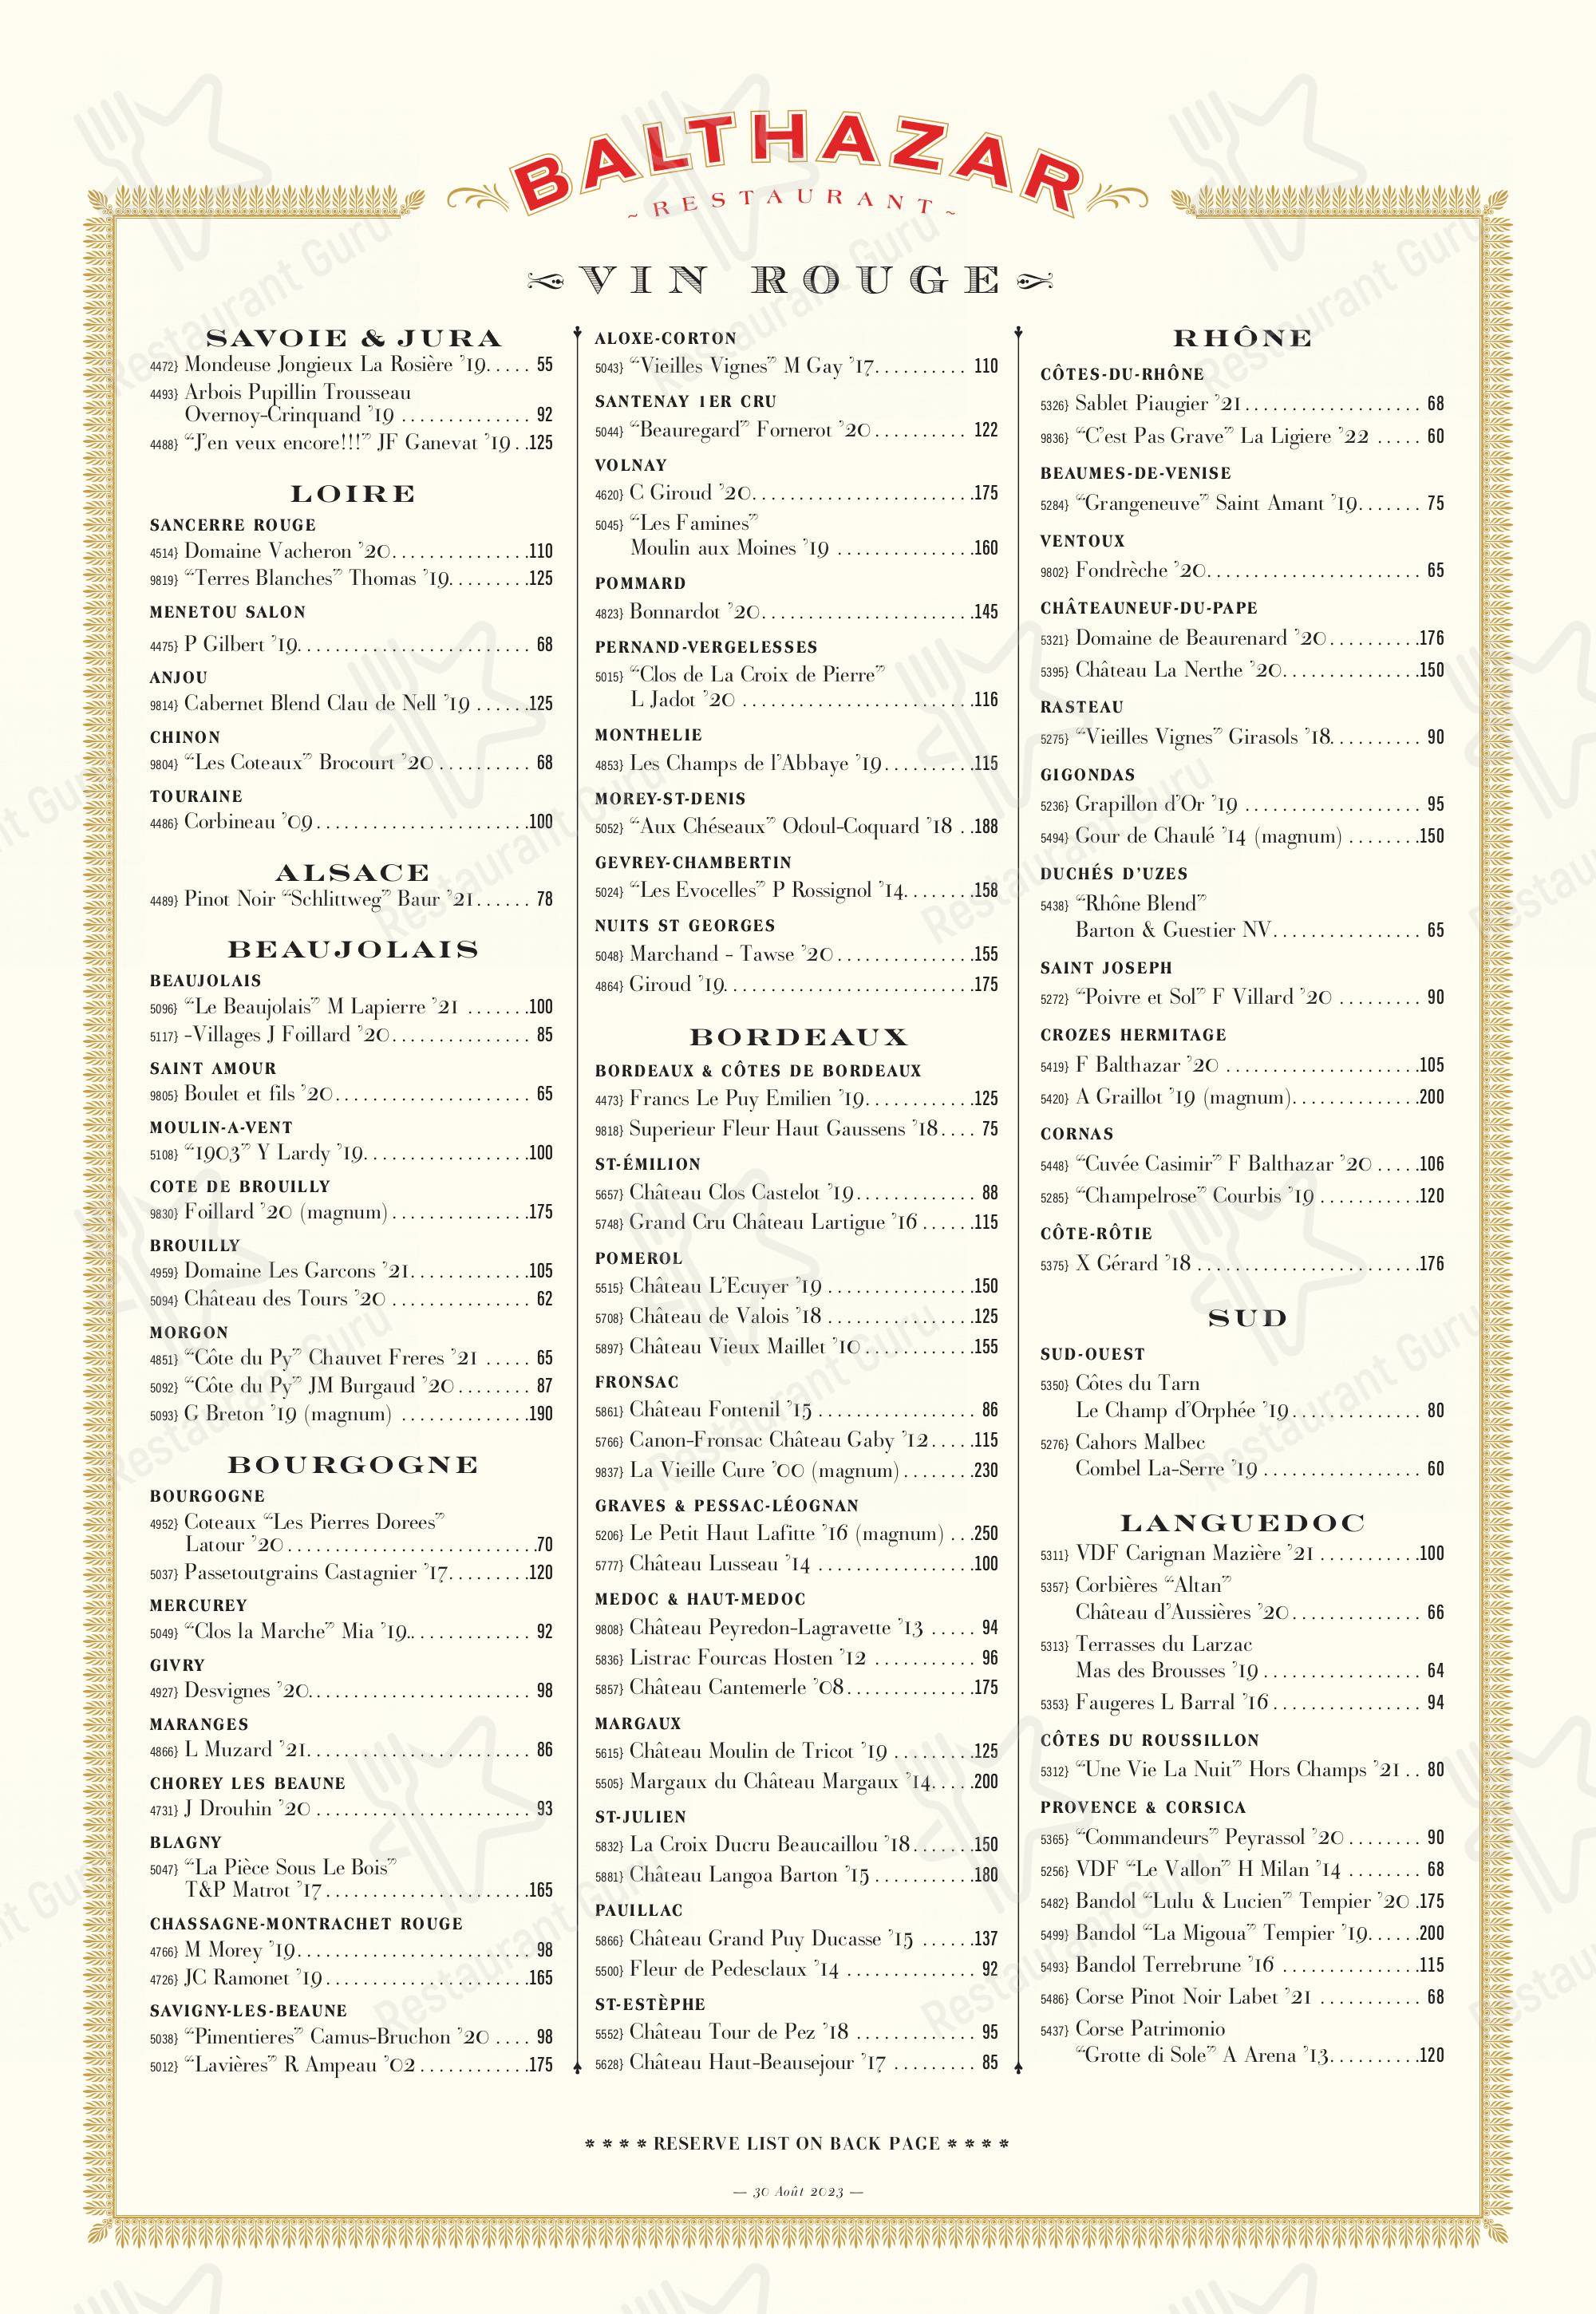 BALTHAZAR
~ RESTAURANT ~
VIN ROUGE
SAVOIE & JURA
4472} Mondeuse Jongieux La Rosière ’19..... 55
4493} Arbois Pupillin Trousseau
Overnoy-Crinquand ’19 .............. 92
4488} “J’en veux encore!!!” JF Ganevat ’19 ..125
LOIRE
SANCERRE ROUGE
4514} Domaine Vacheron ’20...............110
9819} “Terres Blanches” Thomas ’19.........125
MENETOU SALON
4475} P Gilbert ’19......................... 68
ANJOU
9814} Cabernet Blend Clau de Nell ’19 ......125
CHINON
9804} “Les Coteaux” Brocourt ’20 .......... 68
TOURAINE
4486} Corbineau ’09.......................100
ALSACE
4489} Pinot Noir “Schlittweg” Baur ’21...... 78
BEAUJOLAIS
BEAUJOLAIS
5096} “Le Beaujolais” M Lapierre ’21 .......100
5117} -Villages J Foillard ’20............... 85
SAINT AMOUR
9805} Boulet et fils ’20..................... 65
MOULIN-A-VENT
5108} “1903” Y Lardy ’19..................100
COTE DE BROUILLY
9830} Foillard ’20 (magnum)...............175
BROUILLY
4959} Domaine Les Garcons ’21.............105
5094} Château des Tours ’20 ............... 62
MORGON
4851} “Côte du Py” Chauvet Freres ’21 ..... 65
5092} “Côte du Py” JM Burgaud ’20........ 87
5093} G Breton ’19 (magnum) ..............190
BOURGOGNE
BOURGOGNE
4952} Coteaux “Les Pierres Dorees”
Latour ’20...........................70
5037} Passetoutgrains Castagnier ’17.........120
MERCUREY
5049} “Clos la Marche” Mia ’19.............. 92
GIVRY
4927} Desvignes ’20........................ 98
MARANGES
4866} L Muzard ’21........................ 86
CHOREY LES BEAUNE
4731} J Drouhin ’20 ....................... 93
BLAGNY
5047} “La Pièce Sous Le Bois”
T&P Matrot ’17......................165
CHASSAGNE-MONTRACHET ROUGE
4766} M Morey ’19......................... 98
4726} JC Ramonet ’19......................165
SAVIGNY-LES-BEAUNE
5038} “Pimentieres” Camus-Bruchon ’20 .... 98
5012} “Lavières” R Ampeau ’02............175
ALOXE-CORTON
5043} “Vieilles Vignes” M Gay ’17.......... 110
SANTENAY 1ER CRU
5044} “Beauregard” Fornerot ’20.......... 122
VOLNAY
4620} C Giroud ’20........................175
5045} “Les Famines”
Moulin aux Moines ’19 ...............160
POMMARD
4823} Bonnardot ’20.......................145
PERNAND-VERGELESSES
5015} “Clos de La Croix de Pierre”
L Jadot ’20 .........................116
MONTHELIE
4853} Les Champs de l’Abbaye ’19..........115
MOREY-ST-DENIS
5052} “Aux Chéseaux” Odoul-Coquard ’18 ..188
GEVREY-CHAMBERTIN
5024} “Les Evocelles” P Rossignol ’14.......158
NUITS ST GEORGES
5048} Marchand - Tawse ’20...............155
4864} Giroud ’19..........................175
BORDEAUX
BORDEAUX & CÔTES DE BORDEAUX
4473} Francs Le Puy Emilien ’19............125
9818} Superieur Fleur Haut Gaussens ’18.... 75
ST-ÉMILION
5657} Château Clos Castelot ’19............ 88
5748} Grand Cru Château Lartigue ’16......115
POMEROL
5515} Château L’Ecuyer ’19................150
5708} Château de Valois ’18................125
5897} Château Vieux Maillet ’10............155
FRONSAC
5861} Château Fontenil ’15................. 86
5766} Canon-Fronsac Château Gaby ’12.....115
9837} La Vieille Cure ’00 (magnum)........230
GRAVES & PESSAC-LÉOGNAN
5206} Le Petit Haut Lafitte ’16 (magnum) ...250
5777} Château Lusseau ’14 .................100
MEDOC & HAUT-MEDOC
9808} Château Peyredon-Lagravette ’13 ..... 94
5836} Listrac Fourcas Hosten ’12 ........... 96
5857} Château Cantemerle ’08..............175
MARGAUX
5615} Château Moulin de Tricot ’19 .........125
5505} Margaux du Château Margaux ’14.....200
ST-JULIEN
5832} La Croix Ducru Beaucaillou ’18.......150
5881} Château Langoa Barton ’15...........180
PAUILLAC
5866} Château Grand Puy Ducasse ’15 ......137
5500} Fleur de Pedesclaux ’14 .............. 92
ST-ESTÈPHE
5552} Château Tour de Pez ’18 ............. 95
5628} Château Haut-Beausejour ’17 ......... 85
RHÔNE
CÔTES-DU-RHÔNE
5326} Sablet Piaugier ’21.................... 68
9836} “C’est Pas Grave” La Ligiere ’22 ..... 60
BEAUMES-DE-VENISE
5284} “Grangeneuve” Saint Amant ’19....... 75
VENTOUX
9802} Fondrèche ’20........................ 65
CHÂTEAUNEUF-DU-PAPE
5321} Domaine de Beaurenard ’20..........176
5395} Château La Nerthe ’20...............150
RASTEAU
5275} “Vieilles Vignes” Girasols ’18.......... 90
GIGONDAS
5236} Grapillon d’Or ’19 .................... 95
5494} Gour de Chaulé ’14 (magnum) ........150
DUCHÉS D’UZES
5438} “Rhône Blend”
Barton & Guestier NV................. 65
SAINT JOSEPH
5272} “Poivre et Sol” F Villard ’20 ......... 90
CROZES HERMITAGE
5419} F Balthazar ’20 ......................105
5420} A Graillot ’19 (magnum)..............200
CORNAS
5448} “Cuvée Casimir” F Balthazar ’20 .....106
5285} “Champelrose” Courbis ’19...........120
CÔTE-RÔTIE
5375} X Gérard ’18.........................176
SUD
SUD-OUEST
5350} Côtes du Tarn
Le Champ d’Orphée ’19............... 80
5276} Cahors Malbec
Combel La-Serre ’19.................. 60
LANGUEDOC
5311} VDF Carignan Mazière ’21 ...........100
5357} Corbières “Altan”
Château d’Aussières ’20............... 66
5313} Terrasses du Larzac
Mas des Brousses ’19.................. 64
5353} Faugeres L Barral ’16................. 94
CÔTES DU ROUSSILLON
5312} “Une Vie La Nuit” Hors Champs ’21.. 80
PROVENCE & CORSICA
5365} “Commandeurs” Peyrassol ’20........ 90
5256} VDF “Le Vallon” H Milan ’14 ........ 68
5482} Bandol “Lulu & Lucien” Tempier ’20 .175
5499} Bandol “La Migoua” Tempier ’19......200
5493} Bandol Terrebrune ’16 ...............115
5486} Corse Pinot Noir Labet ’21 ........... 68
5437} Corse Patrimonio
“Grotte di Sole” A Arena ’13..........120
**** RESERVE LIST ON BACK PAGE ****
— 30 Août 2023 —
Restaurant Guru